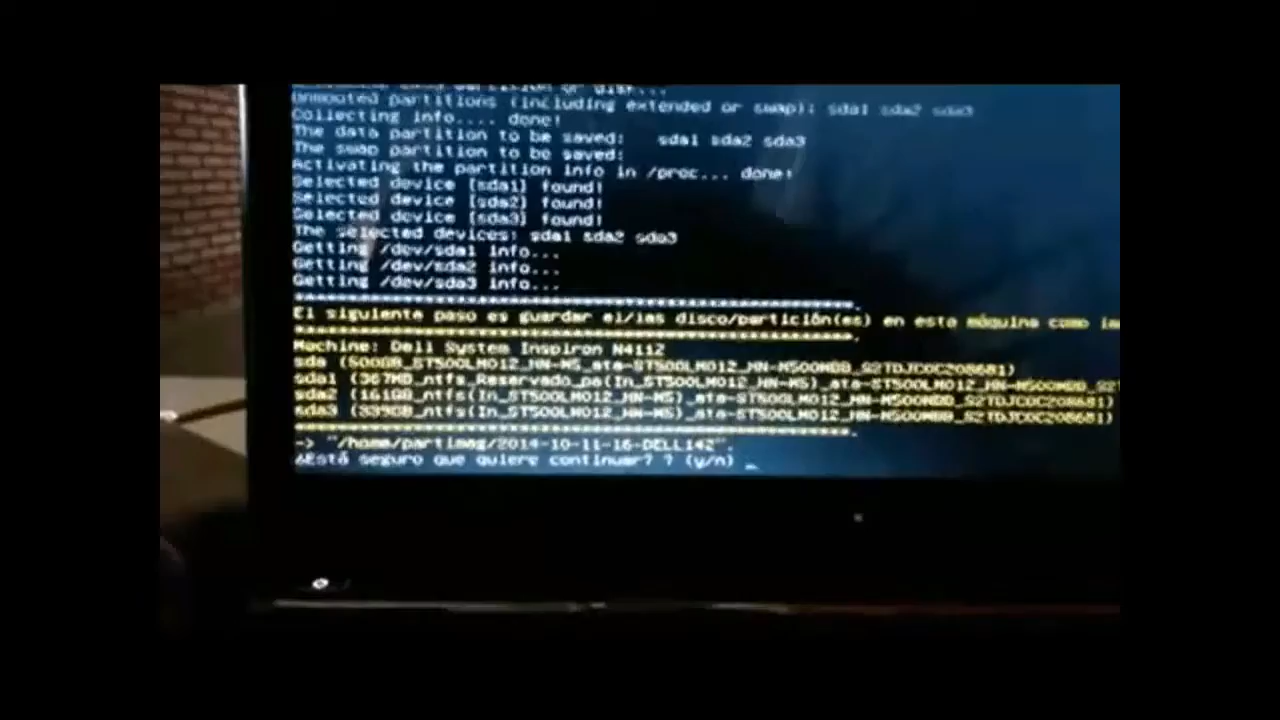 Unmounted partitions (including extended or swap): sda1 sda2 sda3
Collecting info.... done!
The data partition to be saved: sda1 sda2 sda3
The swap partition to be saved:
Activating the partition info in /proc... done!
Selected device [sda1] found!
Selected device [sda2] found!
Selected device [sda3] found!
The selected devices: sda1 sda2 sda3
Getting /dev/sda1 info...
Getting /dev/sda2 info...
Getting /dev/sda3 info...
El siguiente paso es guardar el/las disco/partición(es) en esta máquina como
Machine: Dell System Inspiron N4112
sda (500GB_ST500LM012_HN-M5_ata-ST500LM012_HN-M500MBB_S2TDJC0C208681)
sda1 (367MB_ntfs_Reservado_pa(In_ST500LM012_HN-M5)_ata-ST500LM012_HN-M500MBB_S2
sda2 (161GB_ntfs(In_ST500LM012_HN-M5)_ata-ST500LM012_HN-M500MBB_S2TDJC0C208681)
sda3 (339GB_ntfs(In_ST500LM012_HN-M5)_ata-ST500LM012_HN-M500MBB_S2TDJC0C208681)
-> "/home/partimag/2014-10-11-16-DELL142".
¿Está seguro que quiere continuar? ? (y/n)